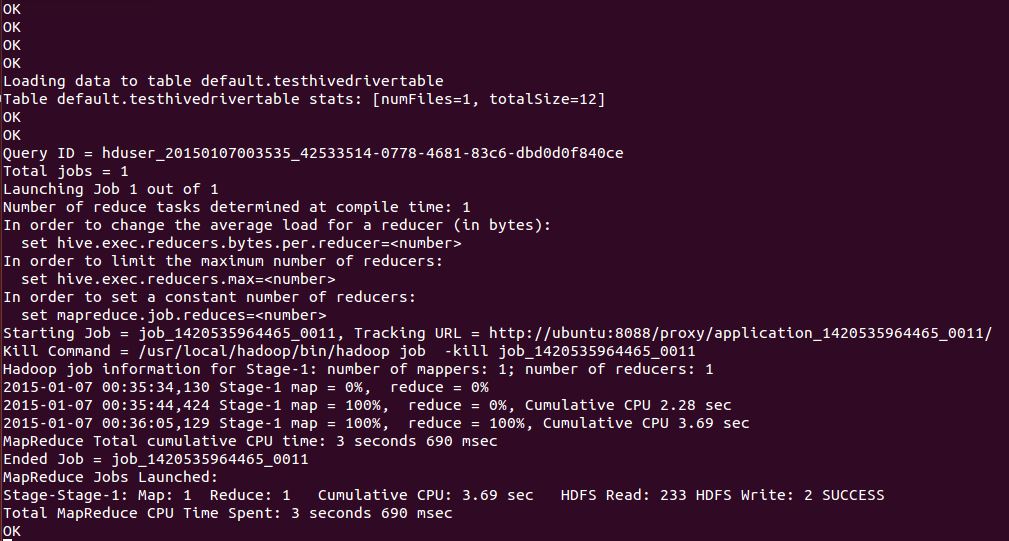 OK
OK
OK
OK
Loading data to table default.testhivedrivertable
Table default.testhivedrivertable stats: [numFiles=1, totalSize=12]
OK
OK
Query ID = hduser_20150107003535_42533514-0778-4681-83c6-dbd0d0f840ce
Total jobs = 1
Launching Job 1 out of 1
Number of reduce tasks determined at compile time: 1
In order to change the average load for a reducer (in bytes):
  set hive.exec.reducers.bytes.per.reducer=<number>
In order to limit the maximum number of reducers:
  set hive.exec.reducers.max=<number>
In order to set a constant number of reducers:
  set mapreduce.job.reduces=<number>
Starting Job = job_1420535964465_0011, Tracking URL = http://ubuntu:8088/proxy/application_1420535964465_0011/
Kill Command = /usr/local/hadoop/bin/hadoop job  -kill job_1420535964465_0011
Hadoop job information for Stage-1: number of mappers: 1; number of reducers: 1
2015-01-07 00:35:34,130 Stage-1 map = 0%,  reduce = 0%
2015-01-07 00:35:44,424 Stage-1 map = 100%,  reduce = 0%, Cumulative CPU 2.28 sec
2015-01-07 00:36:05,129 Stage-1 map = 100%,  reduce = 100%, Cumulative CPU 3.69 sec
MapReduce Total cumulative CPU time: 3 seconds 690 msec
Ended Job = job_1420535964465_0011
MapReduce Jobs Launched:
Stage-Stage-1: Map: 1  Reduce: 1   Cumulative CPU: 3.69 sec   HDFS Read: 233 HDFS Write: 2 SUCCESS
Total MapReduce CPU Time Spent: 3 seconds 690 msec
OK